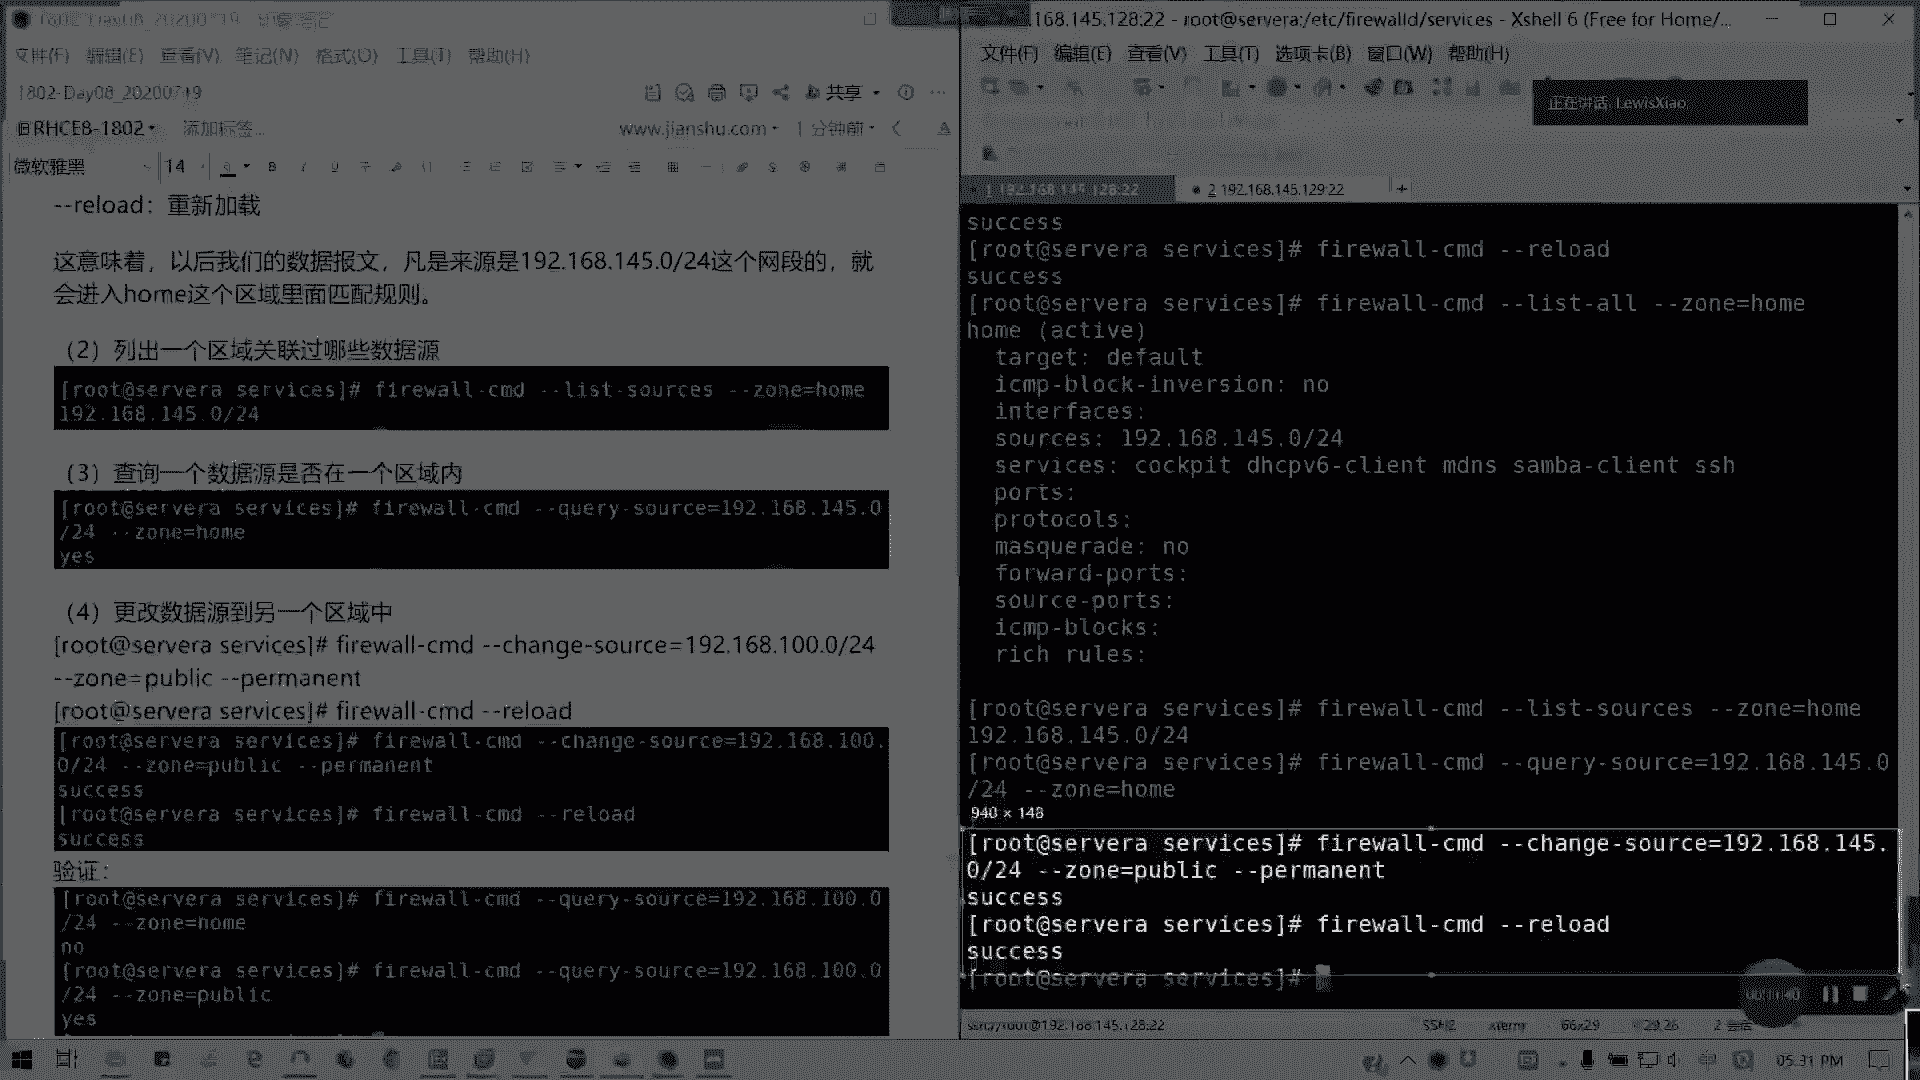 文件(F) 编辑(E) 查看(V) 笔记(N) 格式(O) 工具(T) 帮助(H)
1802-Day08_20200719
共享
RHCE8-1802
添加标签...
www.jianshu.com
1 分钟前
微软雅黑
14
--reload：重新加载
这意味着，以后我们的数据报文，凡是来源是192.168.145.0/24这个网段的，就
会进入home这个区域里面匹配规则。
（2）列出一个区域关联过哪些数据源
[root@servera services]# firewall-cmd --list-sources --zone=home
192.168.145.0/24
（3）查询一个数据源是否在一个区域内
[root@servera services]# firewall-cmd --query-source=192.168.145.0
/24 --zone=home
yes
（4）更改数据源到另一个区域中
[root@servera services]# firewall-cmd --change-source=192.168.100.0/24
--zone=public --permanent
[root@servera services]# firewall-cmd --reload
[root@servera services]# firewall-cmd --change-source=192.168.100.
0/24 --zone=public --permanent
success
[root@servera services]# firewall-cmd --reload
success
验证：
[root@servera services]# firewall-cmd --query-source=192.168.100.0
/24 --zone=home
no
[root@servera services]# firewall-cmd --query-source=192.168.100.0
/24 --zone=public
yes
168.145.128:22 - root@servera:/etc/firewalld/services - Xshell 6 (Free for Home/...
文件(F) 编辑(E) 查看(V) 工具(T) 选项卡(B) 窗口(W) 帮助(H)
正在讲话: LewisXiao
1 192.168.145.128:22
2 192.168.145.129:22
success
[root@servera services]# firewall-cmd --reload
success
[root@servera services]# firewall-cmd --list-all --zone=home
home (active)
target: default
icmp-block-inversion: no
interfaces:
sources: 192.168.145.0/24
services: cockpit dhcpv6-client mdns samba-client ssh
ports:
protocols:
masquerade: no
forward-ports:
source-ports:
icmp-blocks:
rich rules:
[root@servera services]# firewall-cmd --list-sources --zone=home
192.168.145.0/24
[root@servera services]# firewall-cmd --query-source=192.168.145.0
/24 --zone=home
940 × 148
[root@servera services]# firewall-cmd --change-source=192.168.145.
0/24 --zone=public --permanent
success
[root@servera services]# firewall-cmd --reload
success
[root@servera services]#
ssh://root@192.168.145.128:22
SSH2
xterm
66x29
29,26
05:31 PM